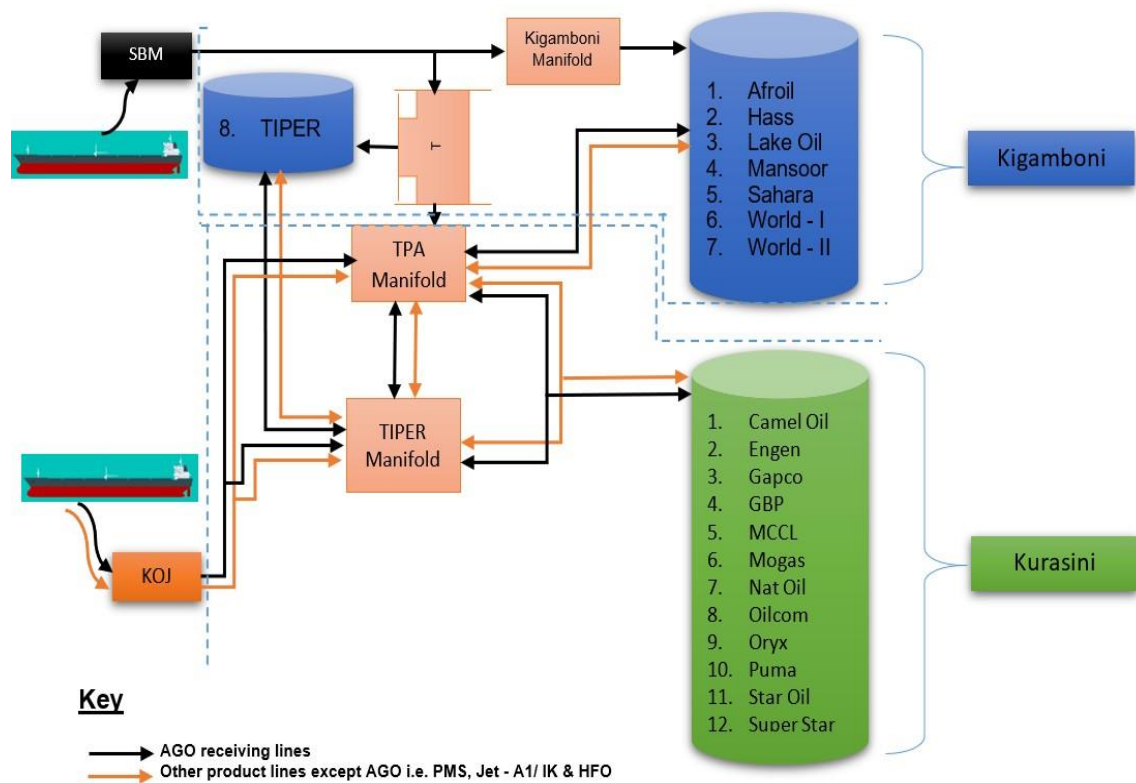 SBM
Kigamboni
Manifold
8. TIPER
T
1. Afroil
2. Hass
3. Lake Oil
4. Mansoor
5. Sahara
6. World - I
7. World - II
Kigamboni
TPA
Manifold
TIPER
Manifold
KOJ
1. Camel Oil
2. Engen
3. Gapco
4. GBP
5. MCCL
6. Mogas
7. Nat Oil
8. Oilcom
9. Oryx
10. Puma
11. Star Oil
12. Super Star
Kurasini
Key
AGO receiving lines
Other product lines except AGO i.e. PMS, Jet - A1/ IK & HFO